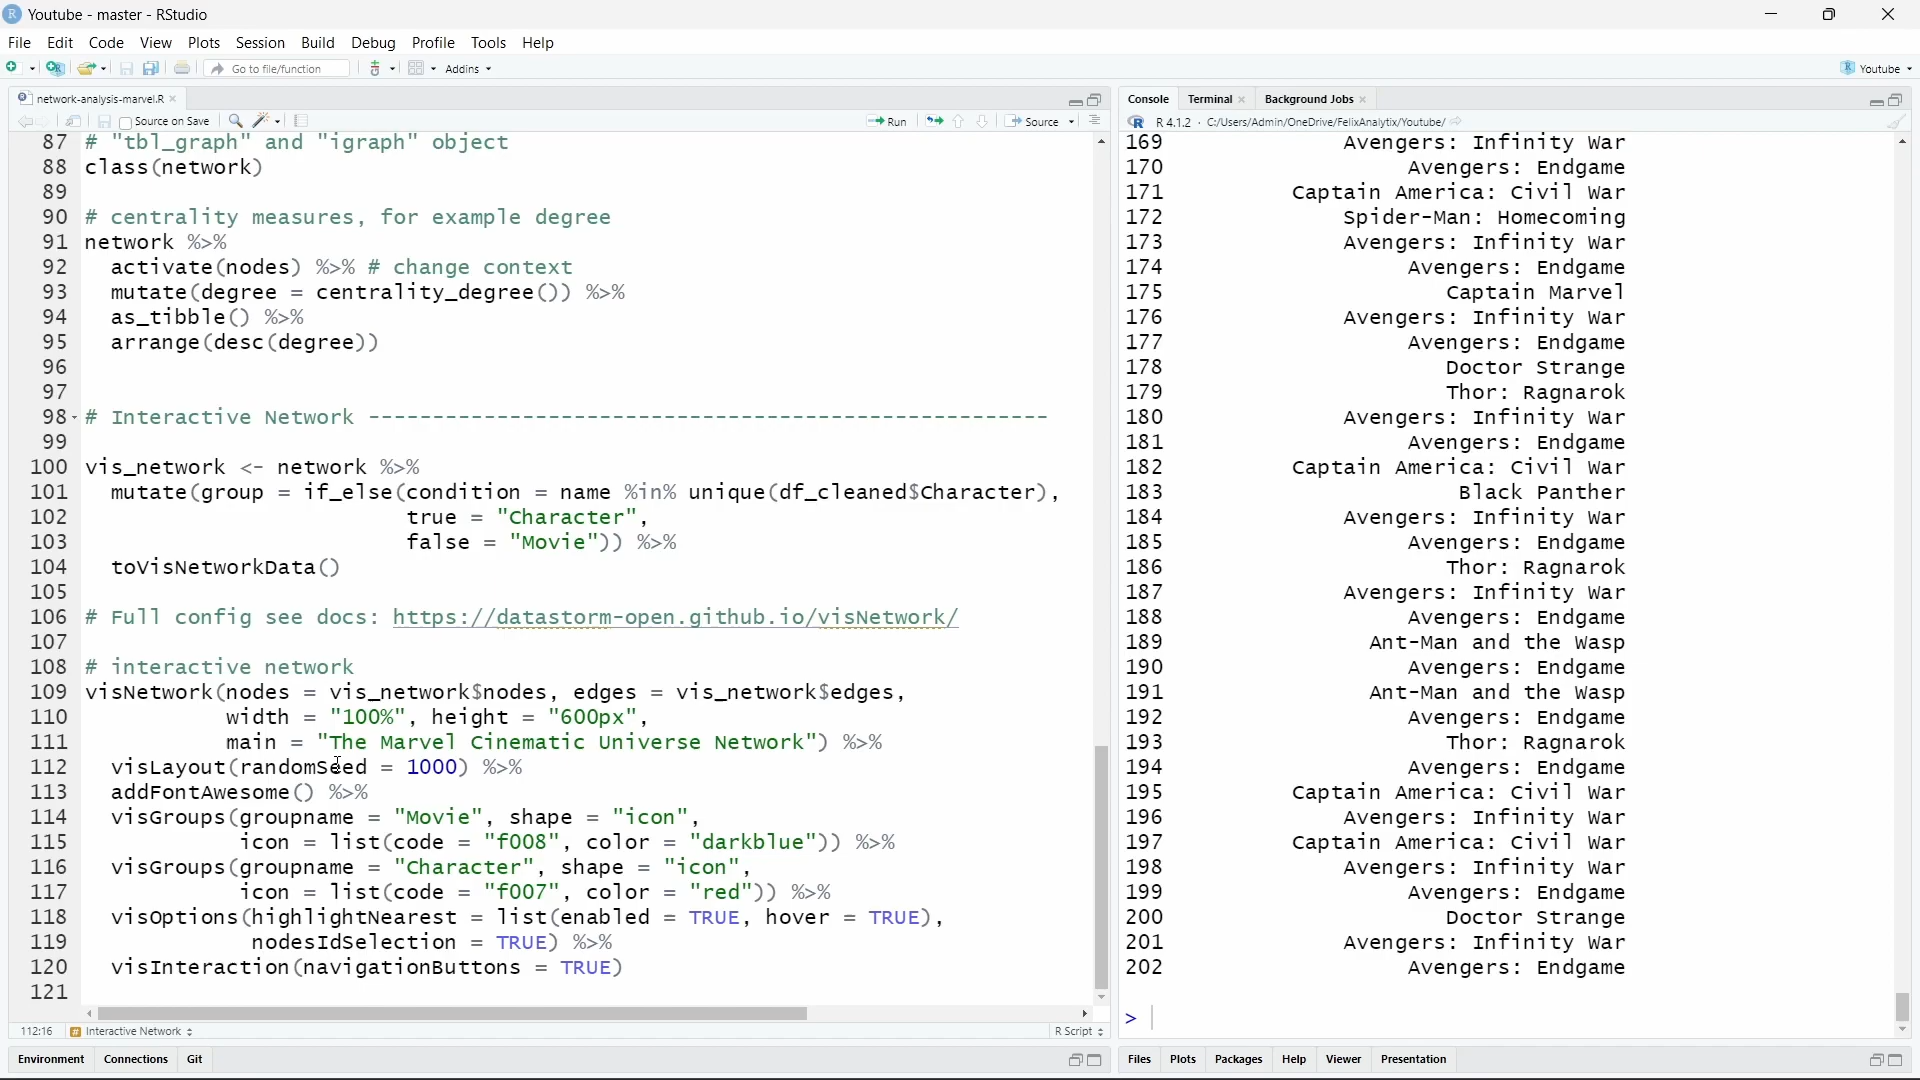 Youtube - master - RStudio
File Edit Code View Plots Session Build Debug Profile Tools Help
Go to file/function Addins Youtube
network-analysis-marvel.R
Source on Save Run Source
87 # "tbl_graph" and "igraph" object
88 class(network)
89
90 # centrality measures, for example degree
91 network %>%
92 activate(nodes) %>% # change context
93 mutate(degree = centrality_degree()) %>%
94 as_tibble() %>%
95 arrange(desc(degree))
96
97
98 # Interactive Network -----------------------------------------------------
99
100 vis_network <- network %>%
101 mutate(group = if_else(condition = name %in% unique(df_cleaned$Character),
102 true = "Character",
103 false = "Movie")) %>%
104 toVisNetworkData()
105
106 # Full config see docs: https://datastorm-open.github.io/visNetwork/
107
108 # interactive network
109 visNetwork(nodes = vis_network$nodes, edges = vis_network$edges,
110 width = "100%", height = "600px",
111 main = "The Marvel Cinematic Universe Network") %>%
112 visLayout(randomSeed = 1000) %>%
113 addFontAwesome() %>%
114 visGroups(groupname = "Movie", shape = "icon",
115 icon = list(code = "f008", color = "darkblue")) %>%
116 visGroups(groupname = "Character", shape = "icon",
117 icon = list(code = "f007", color = "red")) %>%
118 visOptions(highlightNearest = list(enabled = TRUE, hover = TRUE),
119 nodesIdSelection = TRUE) %>%
120 visInteraction(navigationButtons = TRUE)
121
112:16 Interactive Network R Script
Environment Connections Git
Console Terminal Background Jobs
R 4.1.2 · C:/Users/Admin/OneDrive/FelixAnalytix/Youtube/
169 Avengers: Infinity War
170 Avengers: Endgame
171 Captain America: Civil War
172 Spider-Man: Homecoming
173 Avengers: Infinity War
174 Avengers: Endgame
175 Captain Marvel
176 Avengers: Infinity War
177 Avengers: Endgame
178 Doctor Strange
179 Thor: Ragnarok
180 Avengers: Infinity War
181 Avengers: Endgame
182 Captain America: Civil War
183 Black Panther
184 Avengers: Infinity War
185 Avengers: Endgame
186 Thor: Ragnarok
187 Avengers: Infinity War
188 Avengers: Endgame
189 Ant-Man and the Wasp
190 Avengers: Endgame
191 Ant-Man and the Wasp
192 Avengers: Endgame
193 Thor: Ragnarok
194 Avengers: Endgame
195 Captain America: Civil War
196 Avengers: Infinity War
197 Captain America: Civil War
198 Avengers: Infinity War
199 Avengers: Endgame
200 Doctor Strange
201 Avengers: Infinity War
202 Avengers: Endgame
>
Files Plots Packages Help Viewer Presentation